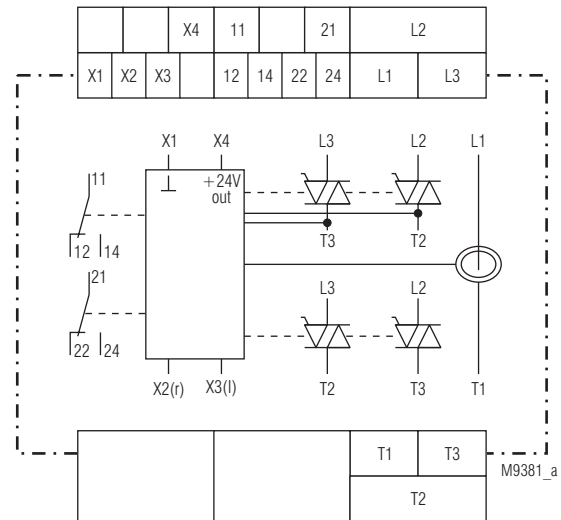 X4 11 21 L2
X1 X2 X3 12 14 22 24 L1 L3
X1 X4 L3 L2 L1
11 +24V
out
12 14 T3 T2
21 L3 L2
22 24
X2(r) X3(l) T2 T3 T1
T1 T3 M9381_a
T2